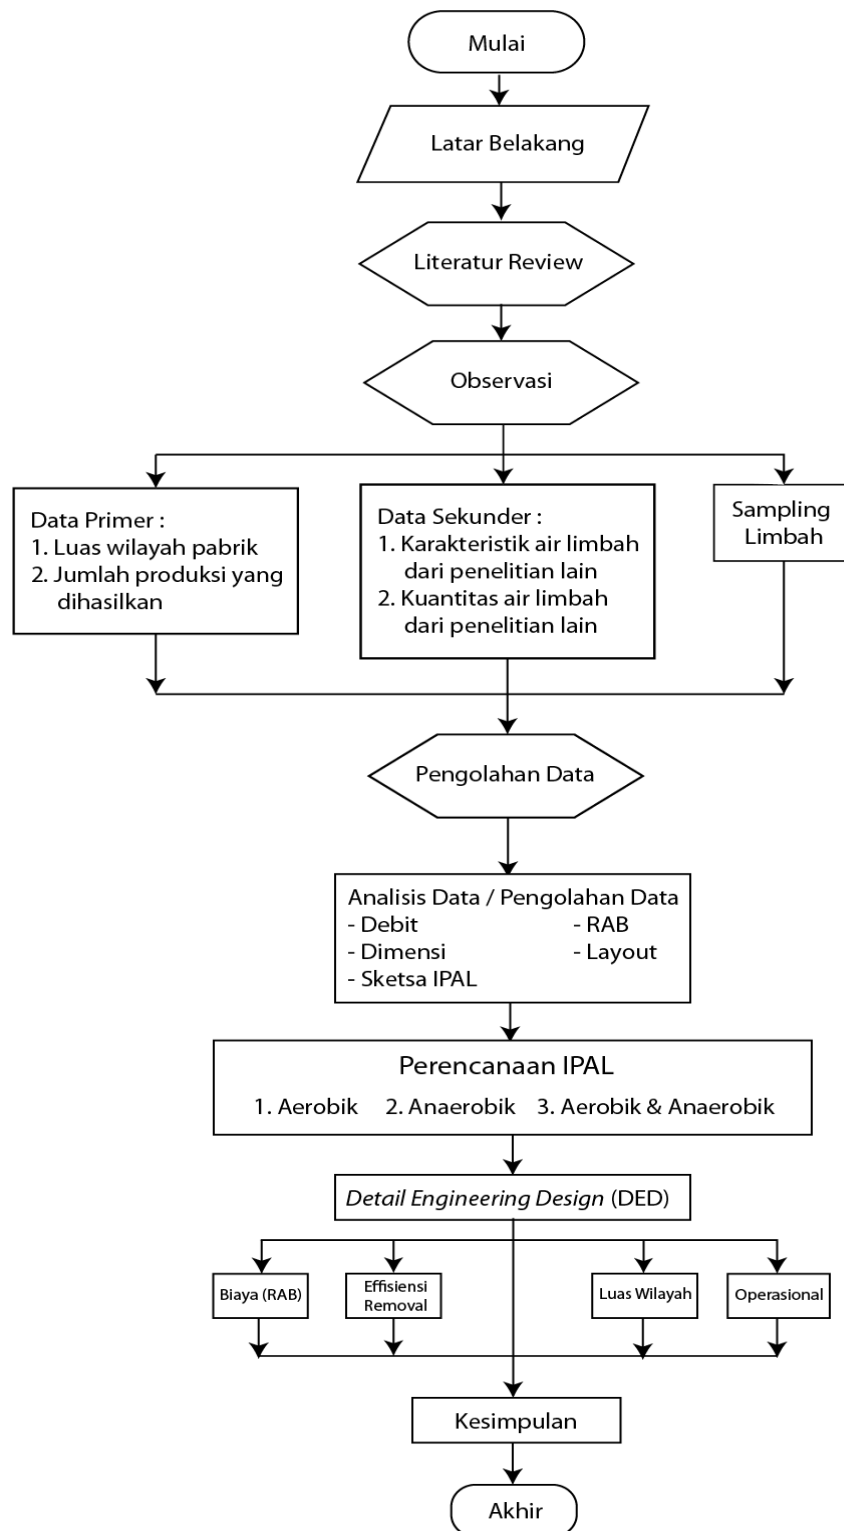 Mulai
Latar Belakang
Literatur Review
Observasi
Data Primer :
1. Luas wilayah pabrik
2. Jumlah produksi yang
dihasilkan
Data Sekunder :
1. Karakteristik air limbah
dari penelitian lain
2. Kuantitas air limbah
dari penelitian lain
Sampling
Limbah
Pengolahan Data
Analisis Data / Pengolahan Data
- Debit - RAB
- Dimensi - Layout
- Sketsa IPAL
Perencanaan IPAL
1. Aerobik 2. Anaerobik 3. Aerobik & Anaerobik
Detail Engineering Design (DED)
Biaya (RAB)
Effisiensi
Removal
Luas Wilayah
Operasional
Kesimpulan
Akhir